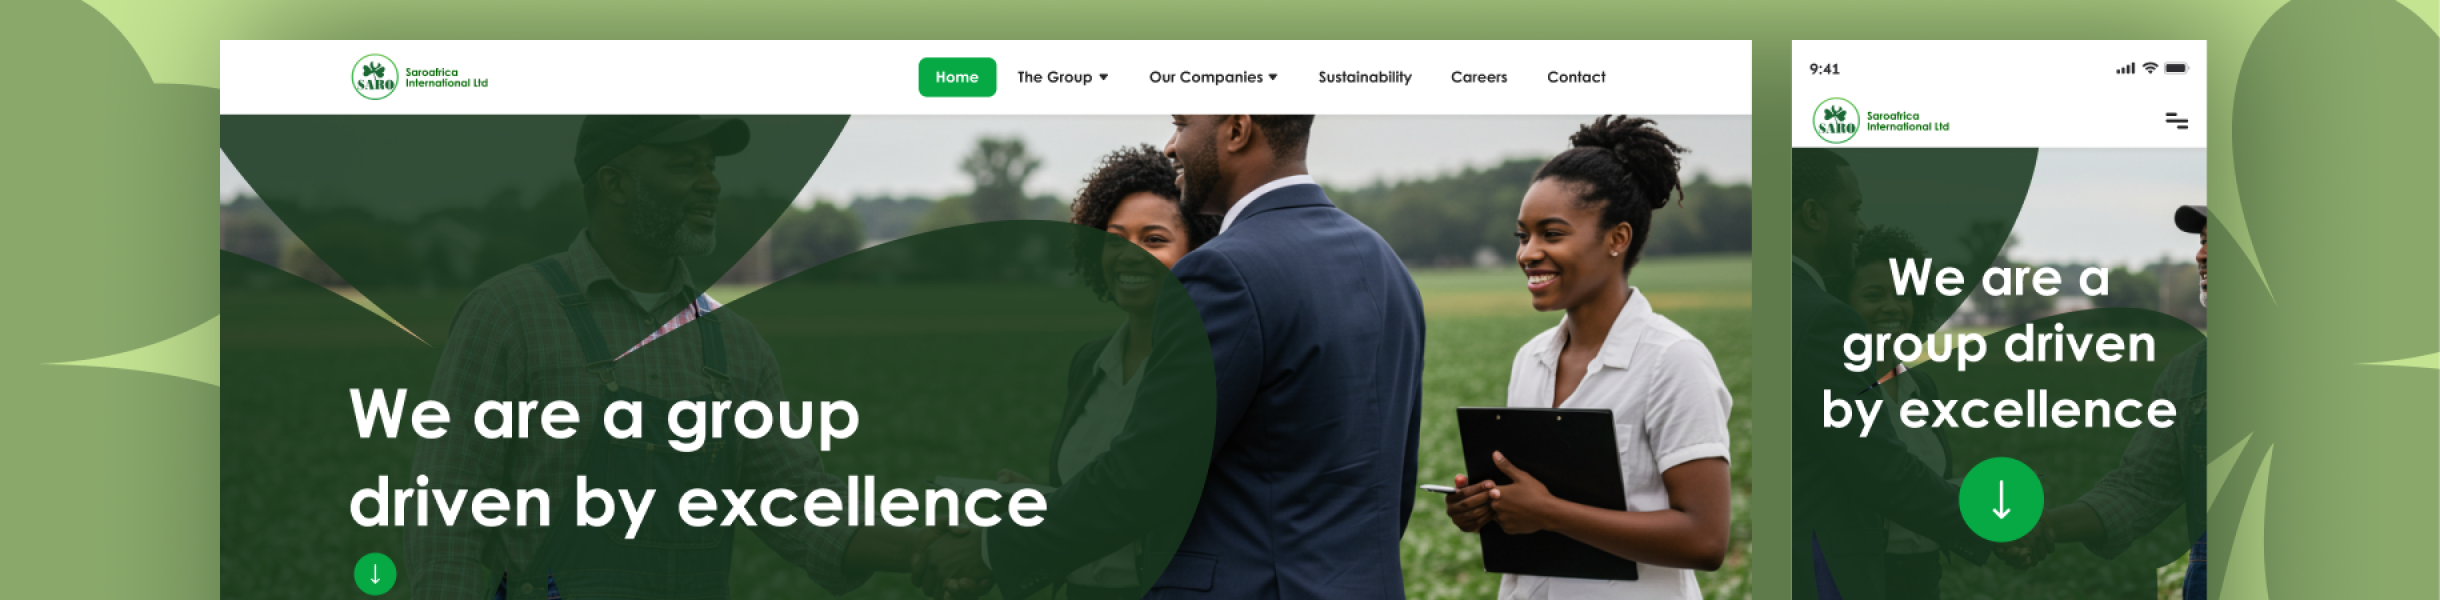 SARO
Saroafrica
International Ltd
Home
The Group
Our Companies
Sustainability
Careers
Contact
We are a group
driven by excellence
9:41
SARO
Saroafrica
International Ltd
We are a
group driven
by excellence